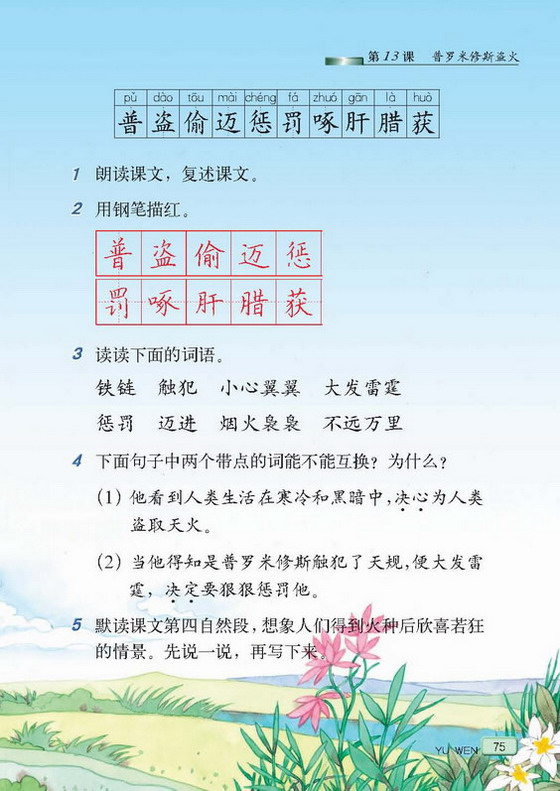 第13课 普罗米修斯盗火
pǔ dào tōu mài chéng fá zhuó gān là huò
普 盗 偷 迈 惩 罚 啄 肝 腊 获
1 朗读课文，复述课文。
2 用钢笔描红。
普 盗 偷 迈 惩
罚 啄 肝 腊 获
3 读读下面的词语。
铁链 触犯 小心翼翼 大发雷霆
惩罚 迈进 烟火袅袅 不远万里
4 下面句子中两个带点的词能不能互换？为什么？
(1) 他看到人类生活在寒冷和黑暗中，决心为人类
盗取天火。
(2) 当他得知是普罗米修斯触犯了天规，便大发雷
霆，决定要狠狠惩罚他。
5 默读课文第四自然段，想象人们得到火种后欣喜若狂
的情景。先说一说，再写下来。
YU WEN 75